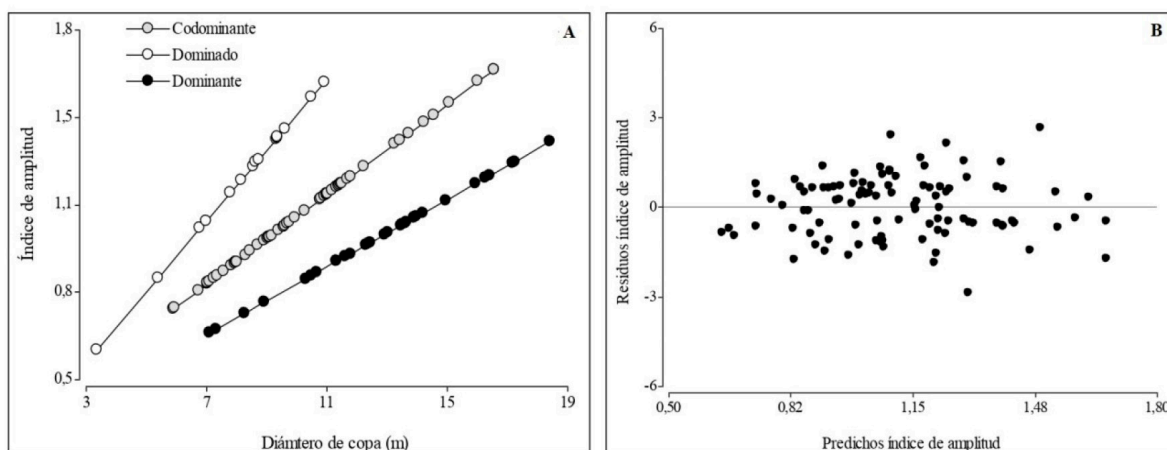 A
Codominante
Dominado
Dominante
Índice de amplitud
1,8
1,5
1,1
0,8
0,5
3
7
11
15
19
Diámtero de copa (m)
B
Residuos índice de amplitud
6
3
0
-3
-6
0,50
0,82
1,15
1,48
1,80
Predichos índice de amplitud